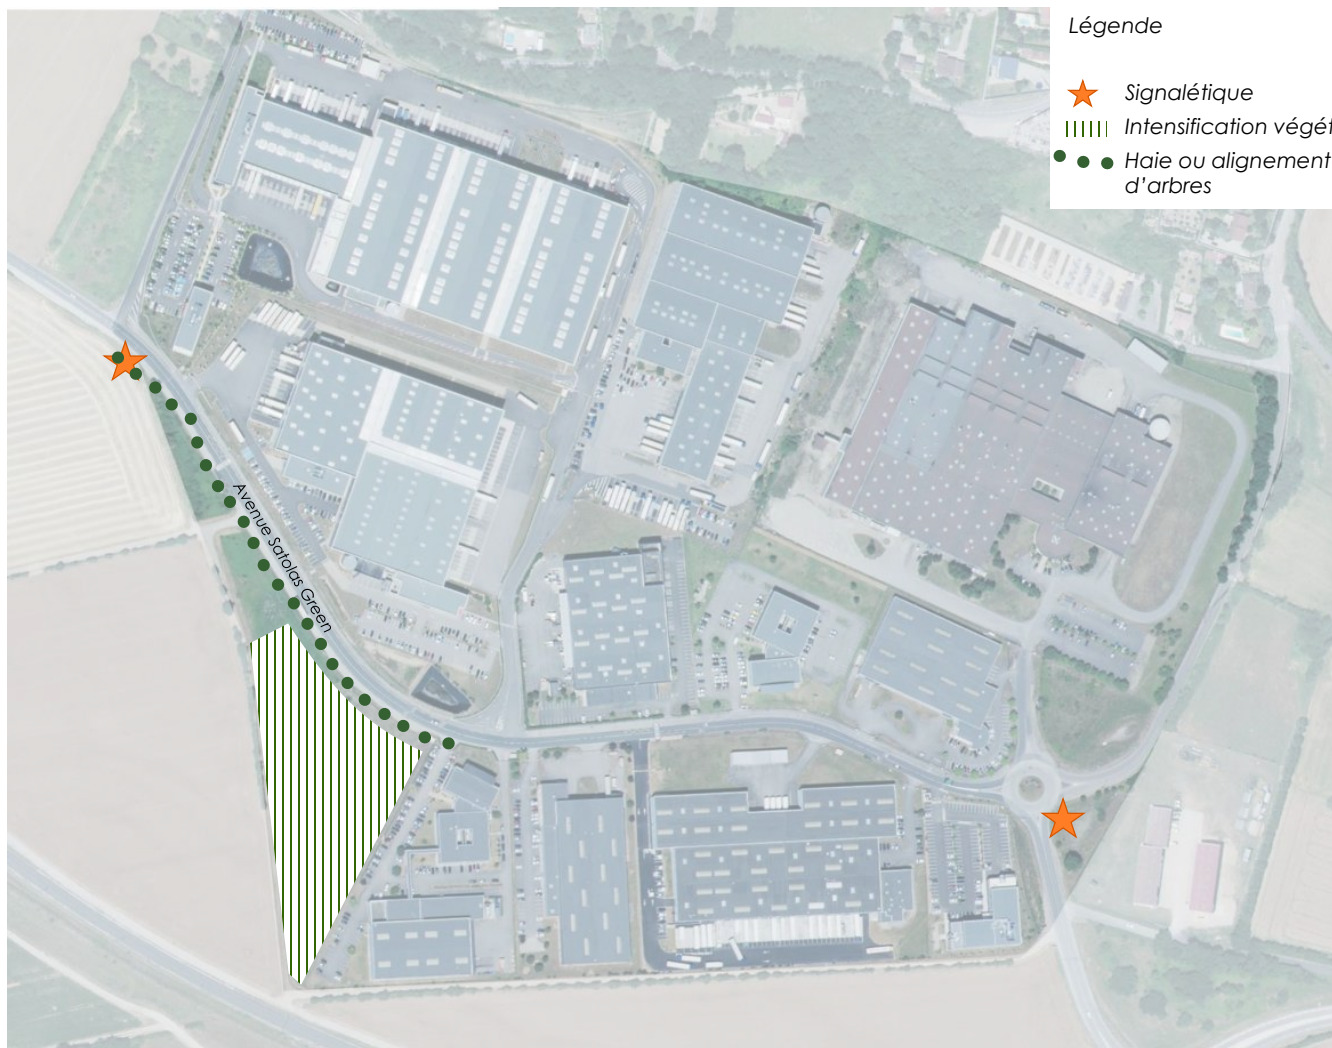 Légende
Signalétique
Intensification végét
Haie ou alignement
d'arbres
Avenue Satolas Green